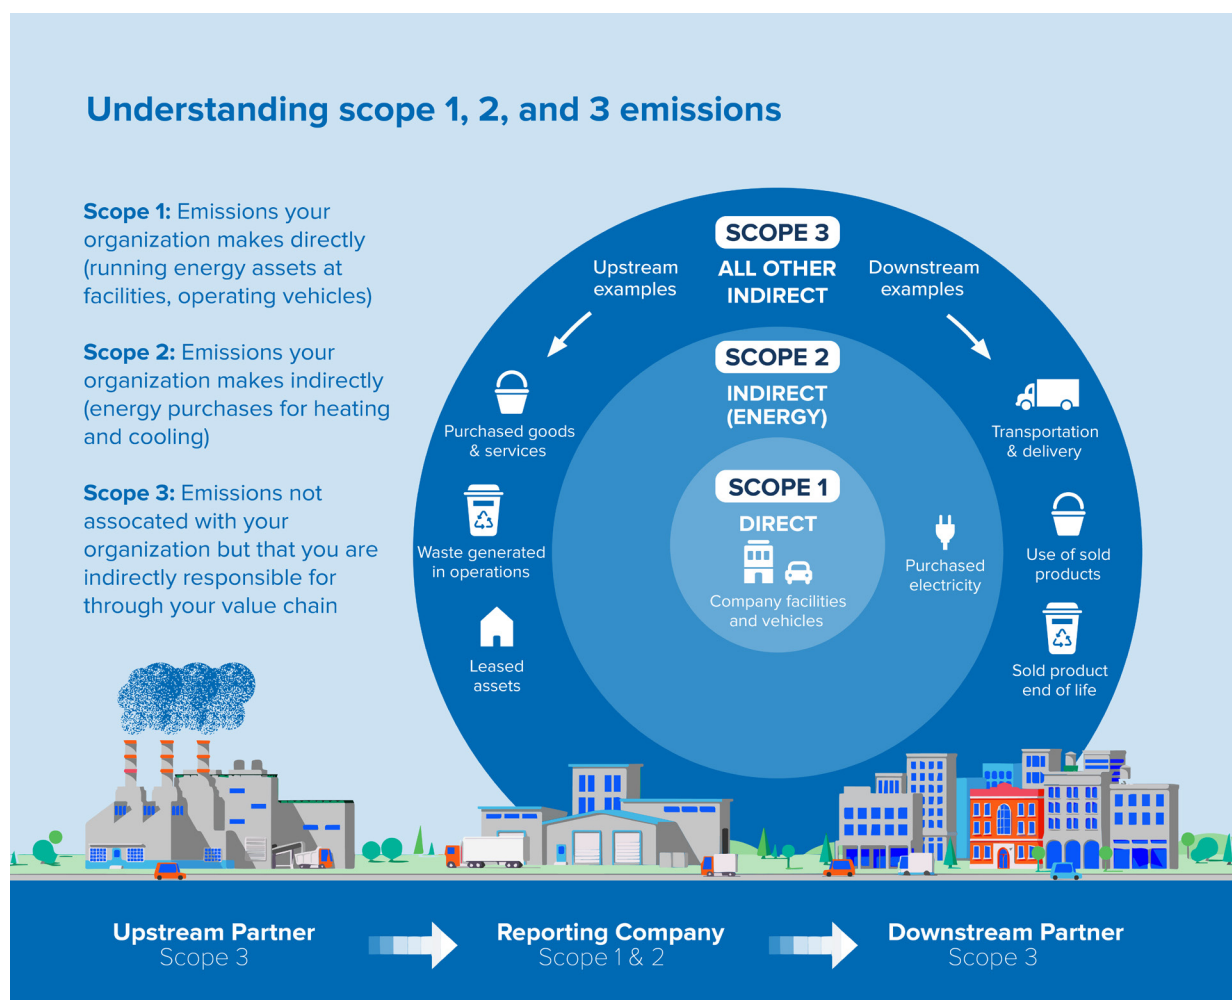 Understanding scope 1, 2, and 3 emissions
Scope 1: Emissions your
organization makes directly
(running energy assets at
facilities, operating vehicles)
Scope 2: Emissions your
organization makes indirectly
(energy purchases for heating
and cooling)
Scope 3: Emissions not
assocated with your
organization but that you are
indirectly responsible for
through your value chain
SCOPE 3
ALL OTHER
INDIRECT
Upstream
examples
Downstream
examples
Purchased goods
& services
Waste generated
in operations
Leased
assets
SCOPE 2
INDIRECT
(ENERGY)
Purchased
electricity
SCOPE 1
DIRECT
Company facilities
and vehicles
Transportation
& delivery
Use of sold
products
Sold product
end of life
Upstream Partner
Scope 3
Reporting Company
Scope 1 & 2
Downstream Partner
Scope 3